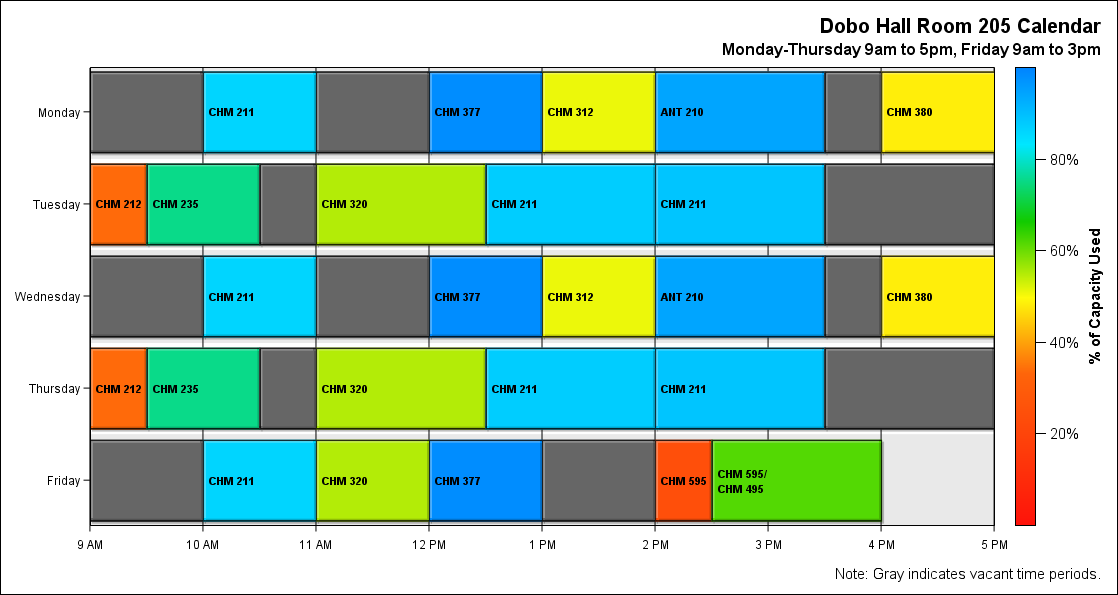 Dobo Hall Room 205 Calendar
Monday-Thursday 9am to 5pm, Friday 9am to 3pm
Monday
CHM 211
CHM 377
CHM 312
ANT 210
CHM 380
Tuesday
CHM 212
CHM 235
CHM 320
CHM 211
CHM 211
Wednesday
CHM 211
CHM 377
CHM 312
ANT 210
CHM 380
Thursday
CHM 212
CHM 235
CHM 320
CHM 211
CHM 211
Friday
CHM 211
CHM 320
CHM 377
CHM 595
CHM 595/
CHM 495
9 AM
10 AM
11 AM
12 PM
1 PM
2 PM
3 PM
4 PM
5 PM
80%
60%
40%
20%
% of Capacity Used
Note: Gray indicates vacant time periods.